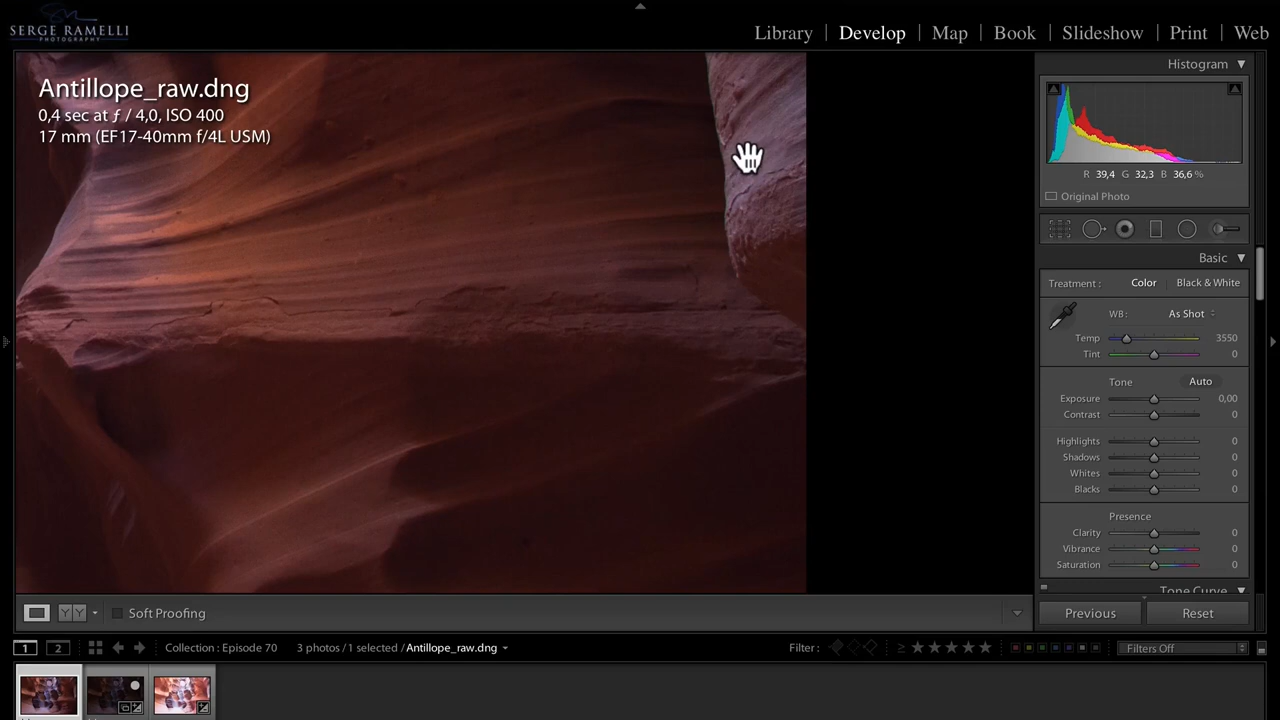 SERGE RAMELLI
PHOTOGRAPHY
Library Develop Map Book Slideshow Print Web
Antillope_raw.dng
0,4 sec at ƒ / 4,0, ISO 400
17 mm (EF17-40mm f/4L USM)
Histogram
R 39,4 G 32,3 B 36,6 %
Original Photo
Basic
Treatment : Color Black & White
WB: As Shot
Temp 3550
Tint 0
Tone Auto
Exposure 0,00
Contrast 0
Highlights 0
Shadows 0
Whites 0
Blacks 0
Presence
Clarity 0
Vibrance 0
Saturation 0
Tone Curve
Soft Proofing
Previous Reset
1 2 Collection : Episode 70 3 photos / 1 selected / Antillope_raw.dng Filter : ≥ Filters Off